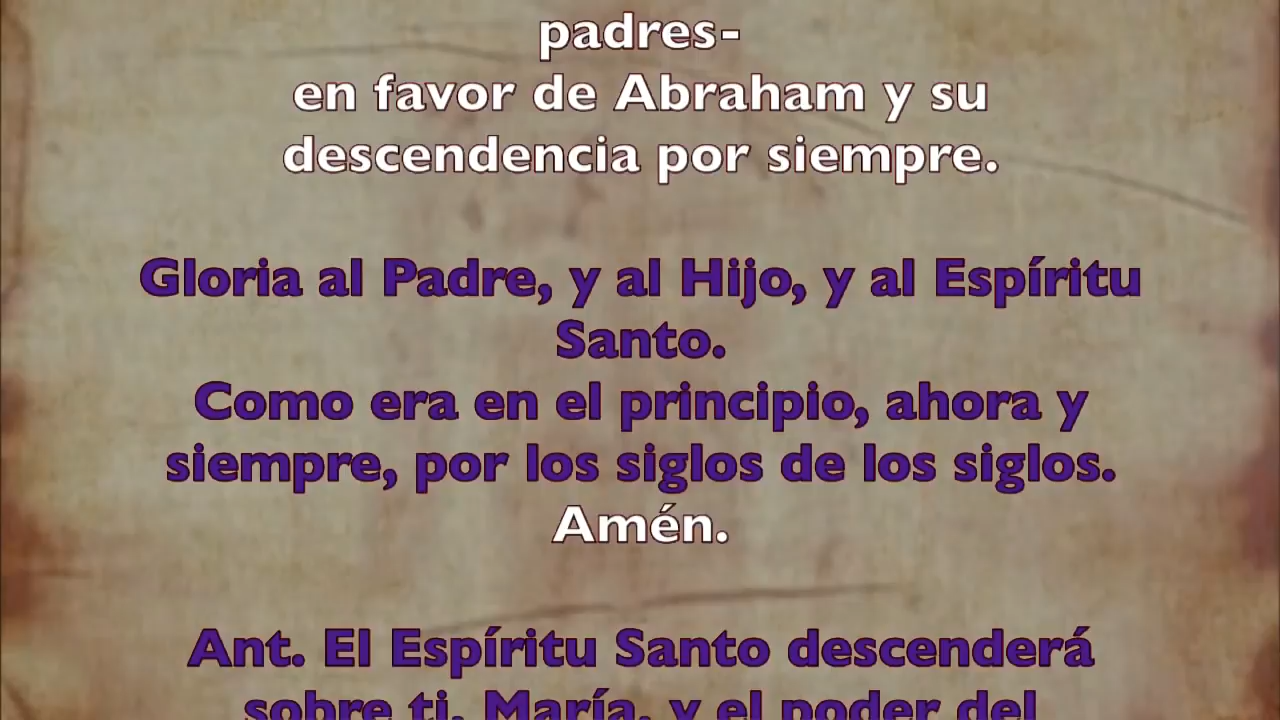 padres-
en favor de Abraham y su
descendencia por siempre.
Gloria al Padre, y al Hijo, y al Espíritu
Santo.
Como era en el principio, ahora y
siempre, por los siglos de los siglos.
Amén.
Ant. El Espíritu Santo descenderá
sobre ti, María, y el poder del